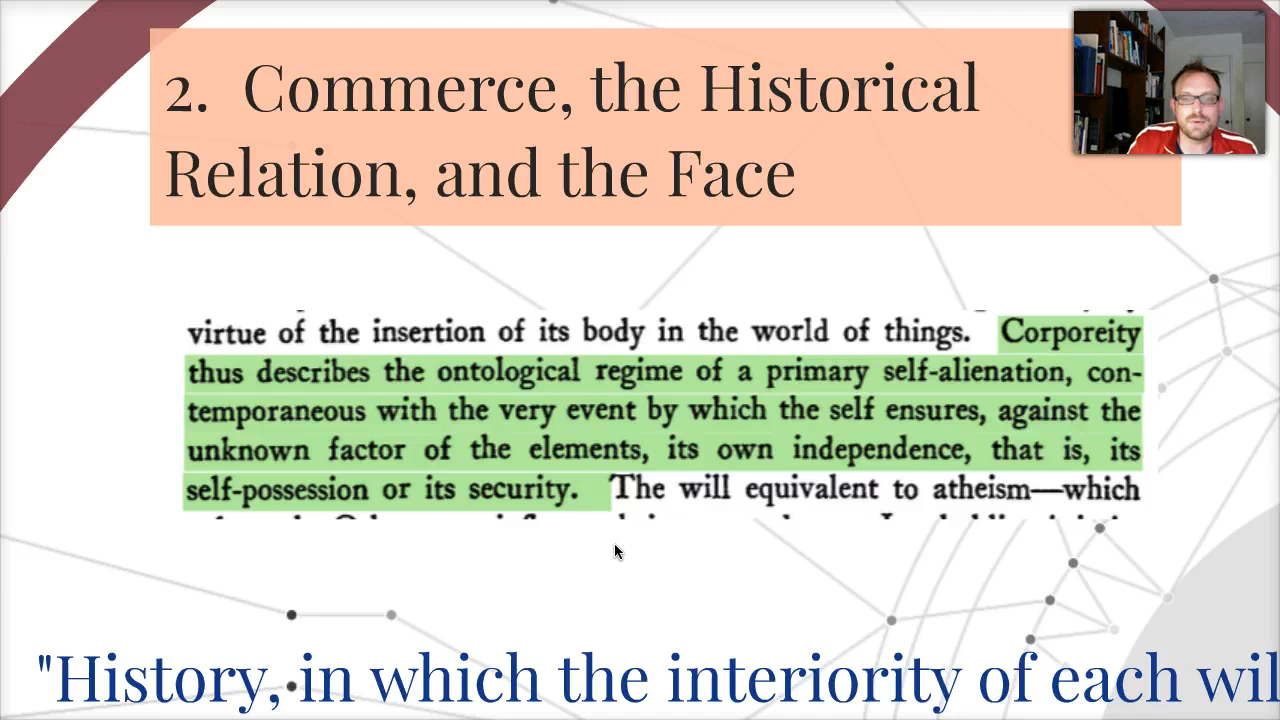 2. Commerce, the Historical
Relation, and the Face
virtue of the insertion of its body in the world of things. Corporeity
thus describes the ontological regime of a primary self-alienation, con-
temporaneous with the very event by which the self ensures, against the
unknown factor of the elements, its own independence, that is, its
self-possession or its security. The will equivalent to atheism—which
"History, in which the interiority of each wil